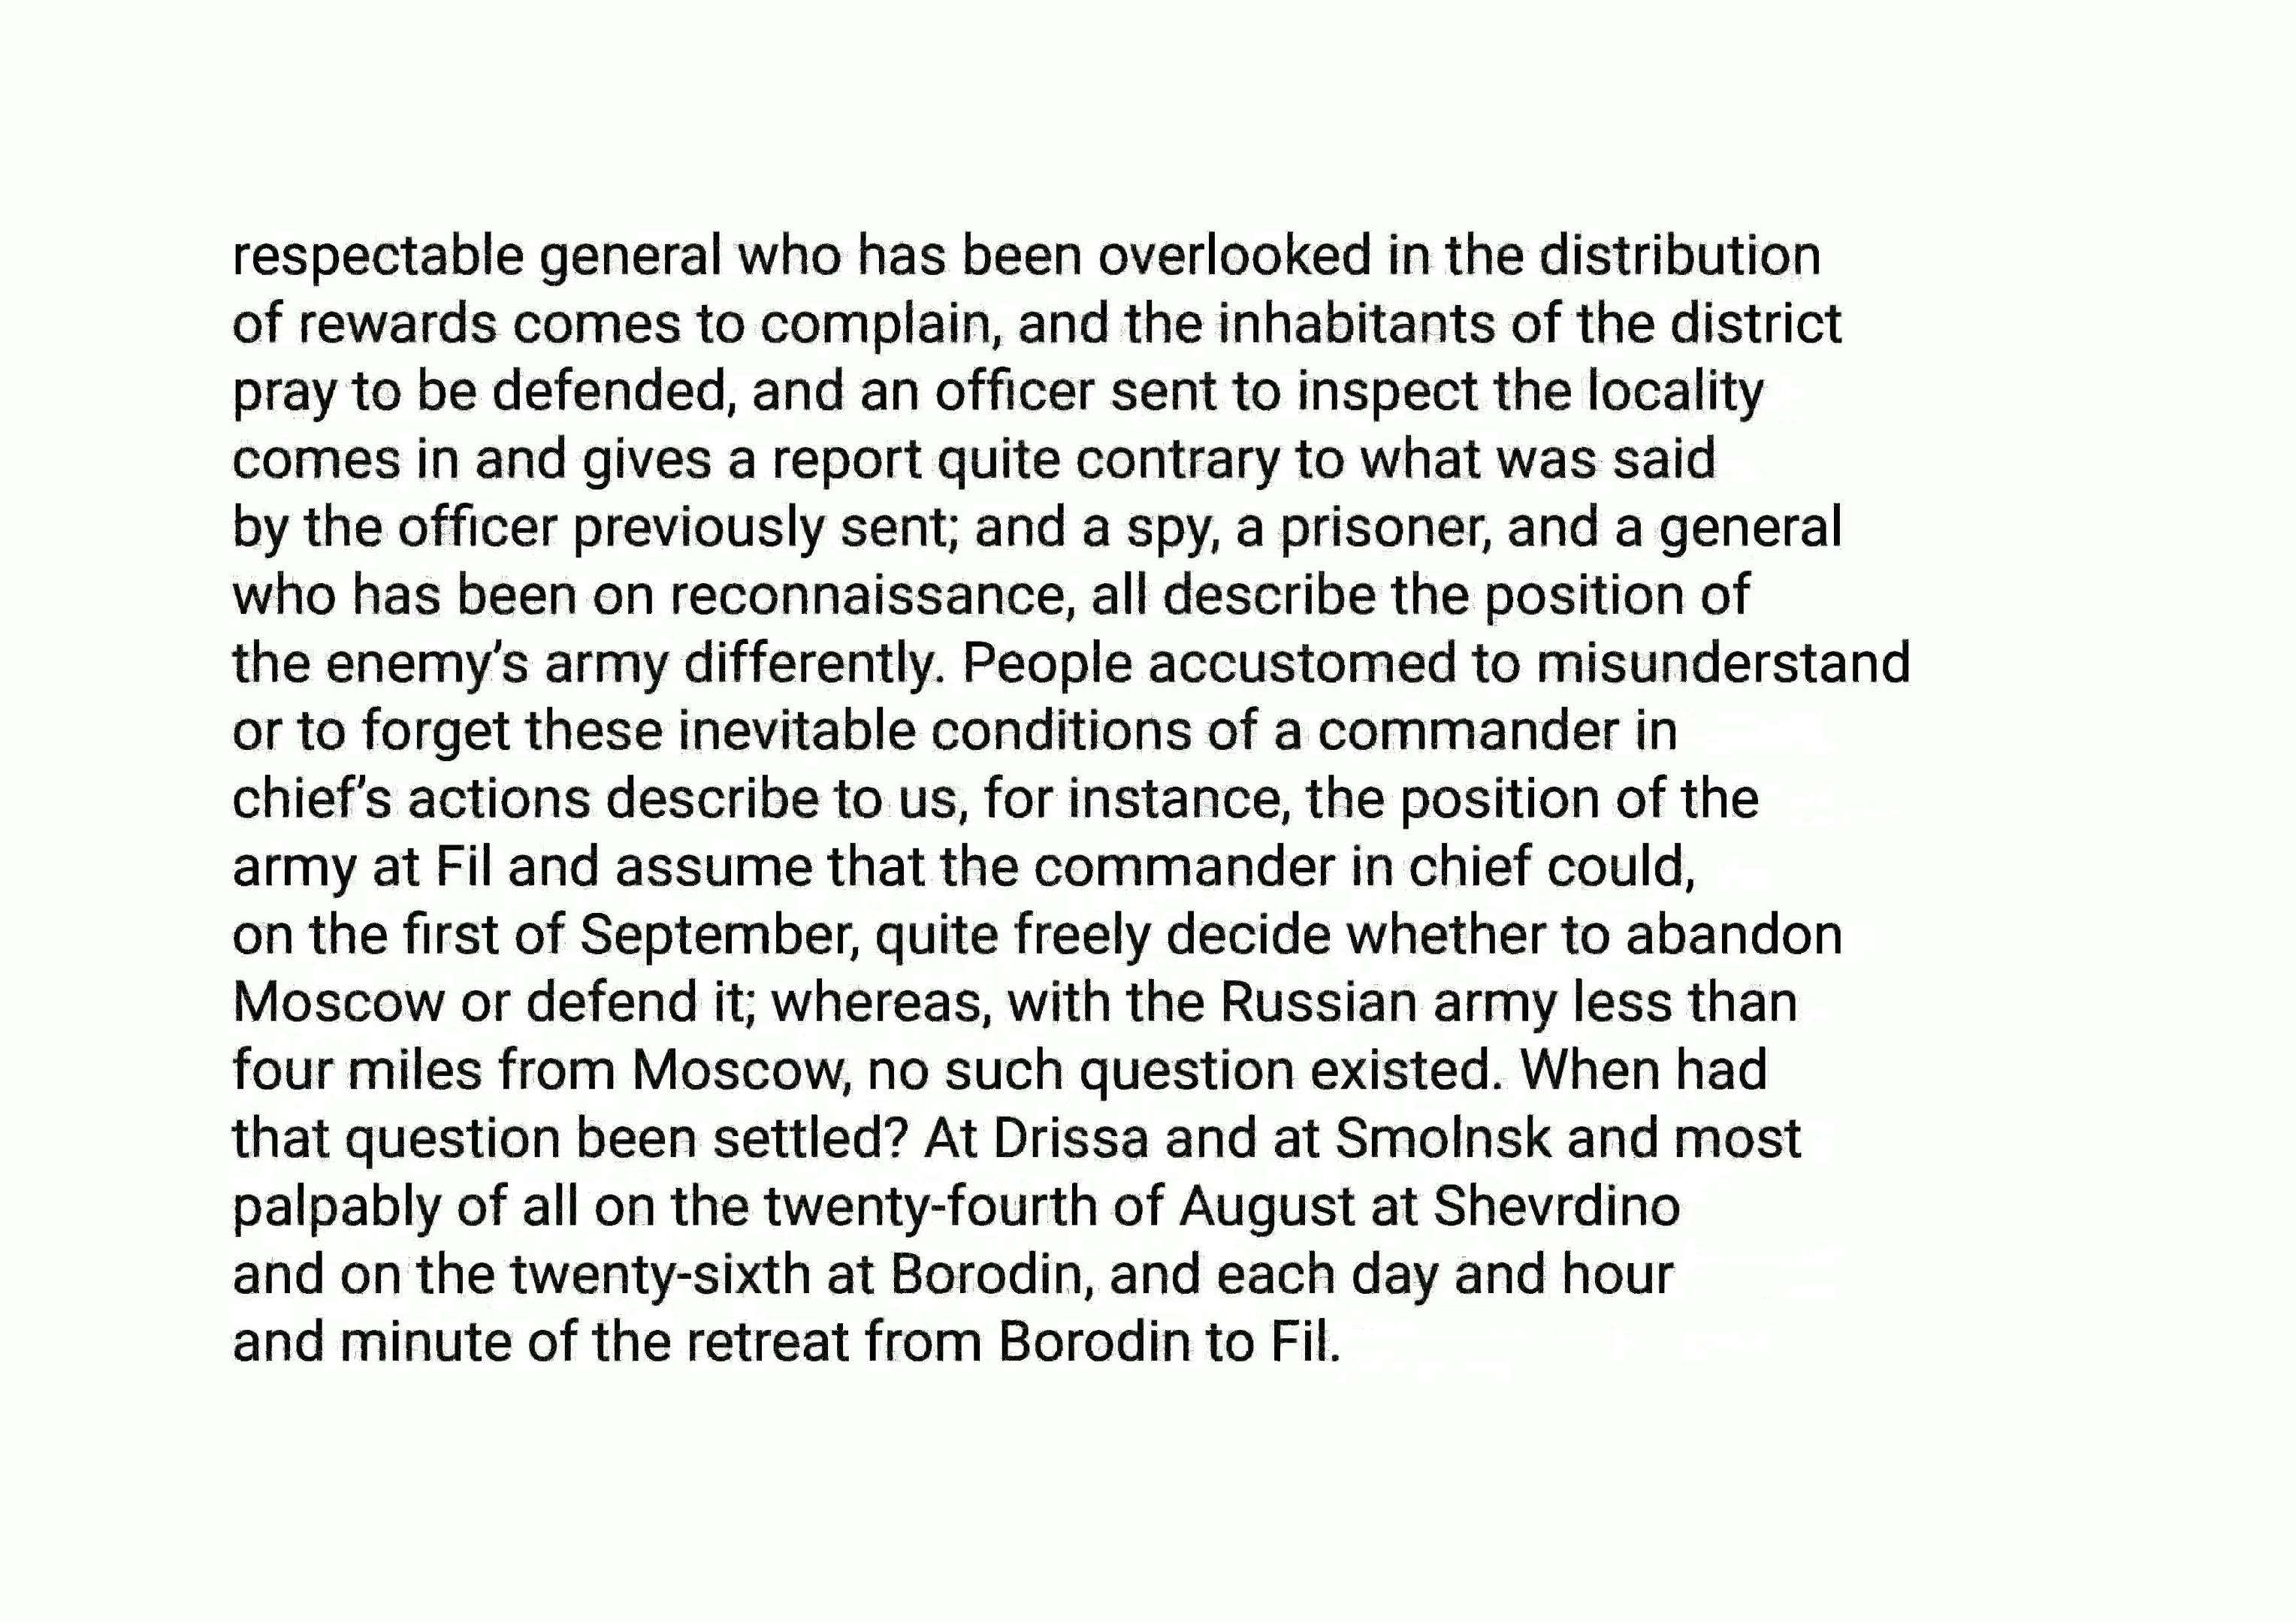 respectable general who has been overlooked in the distribution
of rewards comes to complain, and the inhabitants of the district
pray to be defended, and an officer sent to inspect the locality
comes in and gives a report quite contrary to what was said
by the officer previously sent; and a spy, a prisoner, and a general
who has been on reconnaissance, all describe the position of
the enemy’s army differently. People accustomed to misunderstand
or to forget these inevitable conditions of a commander in
chief’s actions describe to us, for instance, the position of the
army at Fil and assume that the commander in chief could,
on the first of September, quite freely decide whether to abandon
Moscow or defend it; whereas, with the Russian army less than
four miles from Moscow, no such question existed. When had
that question been settled? At Drissa and at Smolnsk and most
palpably of all on the twenty-fourth of August at Shevrdino
and on the twenty-sixth at Borodin, and each day and hour
and minute of the retreat from Borodin to Fil.